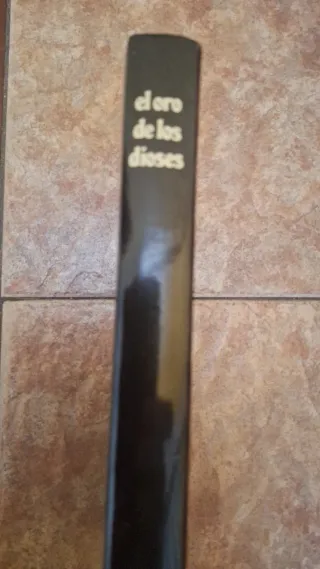 el oro
de los
dioses